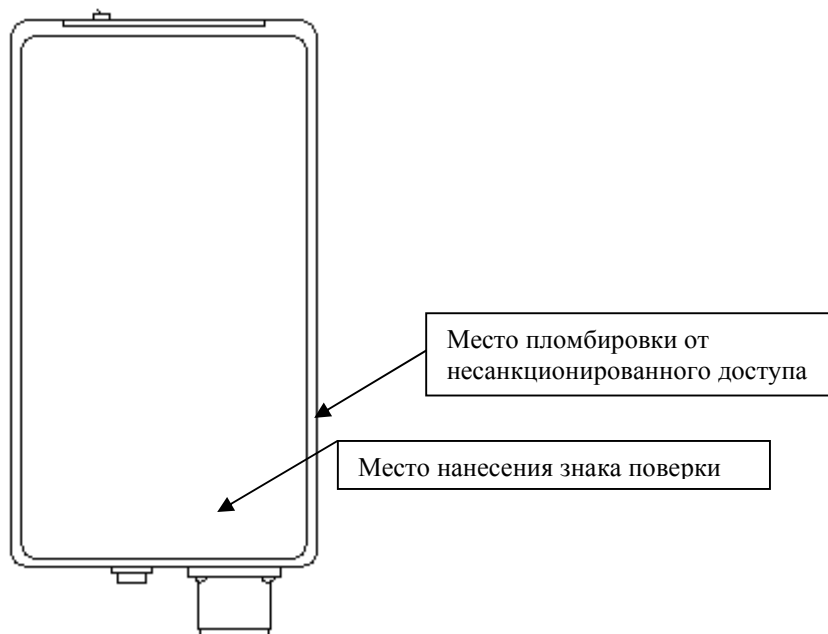 Место пломбировки от
несанкционированного доступа
Место нанесения знака поверки